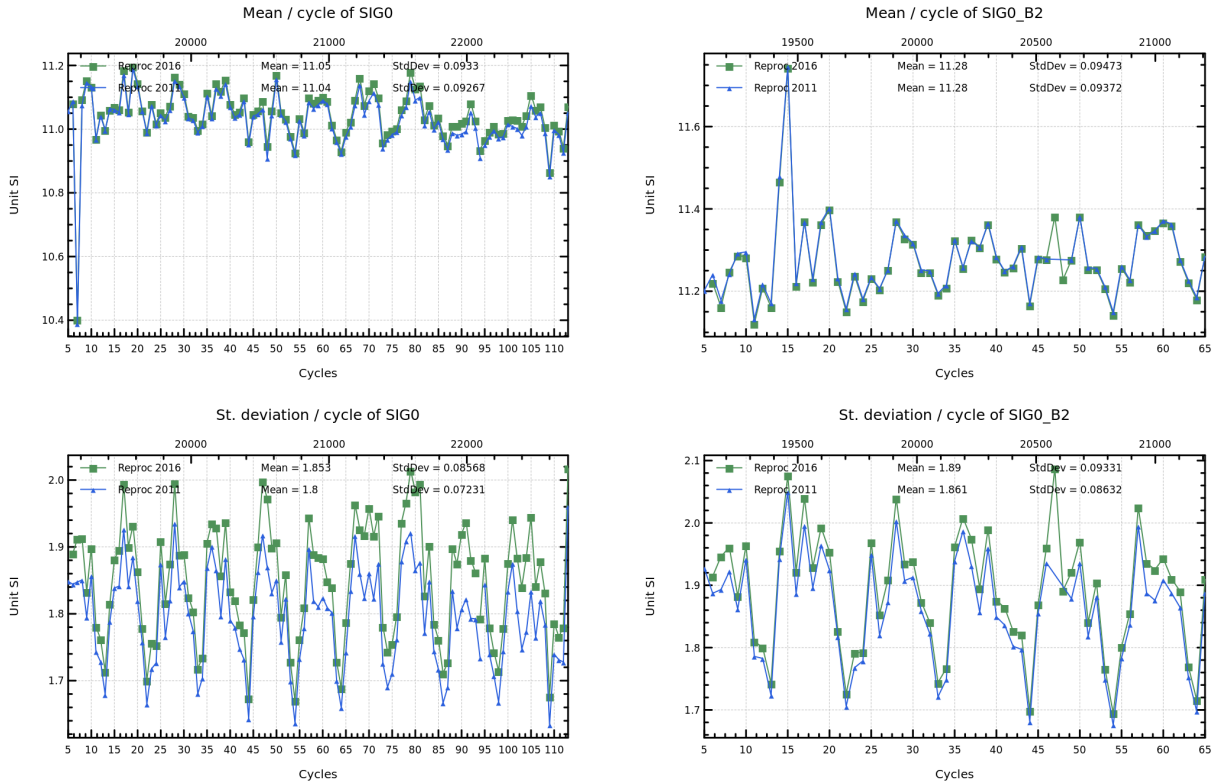 Mean / cycle of SIG0
20000 21000 22000
Reproc 2016 Mean = 11.05 StdDev = 0.0933
Reproc 2011 Mean = 11.04 StdDev = 0.09267
11.2
11.0
10.8
10.6
10.4
Unit SI
5 10 15 20 25 30 35 40 45 50 55 60 65 70 75 80 85 90 95 100 105 110
Cycles
Mean / cycle of SIG0_B2
19500 20000 20500 21000
Reproc 2016 Mean = 11.28 StdDev = 0.09473
Reproc 2011 Mean = 11.28 StdDev = 0.09372
11.6
11.4
11.2
Unit SI
5 10 15 20 25 30 35 40 45 50 55 60 65
Cycles
St. deviation / cycle of SIG0
20000 21000 22000
Reproc 2016 Mean = 1.853 StdDev = 0.08568
Reproc 2011 Mean = 1.8 StdDev = 0.07231
2.0
1.9
1.8
1.7
Unit SI
5 10 15 20 25 30 35 40 45 50 55 60 65 70 75 80 85 90 95 100 105 110
Cycles
St. deviation / cycle of SIG0_B2
19500 20000 20500 21000
Reproc 2016 Mean = 1.89 StdDev = 0.09331
Reproc 2011 Mean = 1.861 StdDev = 0.08632
2.1
2.0
1.9
1.8
1.7
Unit SI
5 10 15 20 25 30 35 40 45 50 55 60 65
Cycles